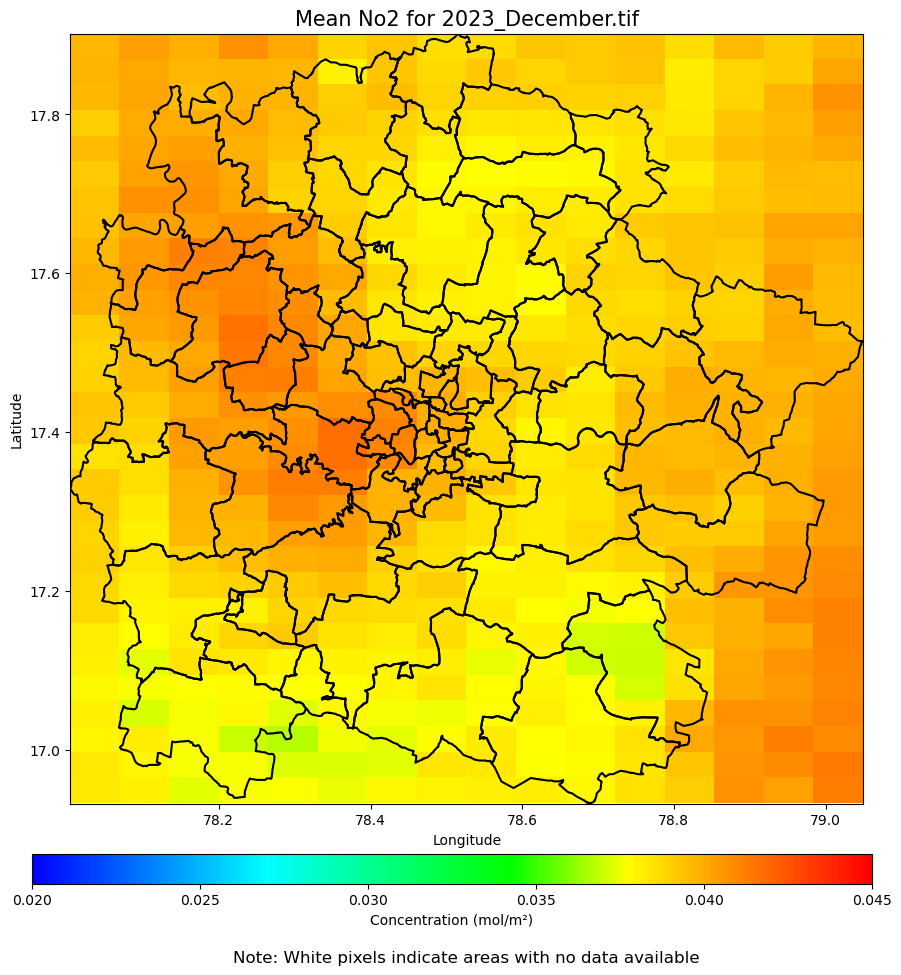 Mean No2 for 2023_December.tif
17.8
17.6
17.4
17.2
17.0
Latitude
78.2 78.4 78.6 78.8 79.0
Longitude
0.020 0.025 0.030 0.035 0.040 0.045
Concentration (mol/m²)
Note: White pixels indicate areas with no data available